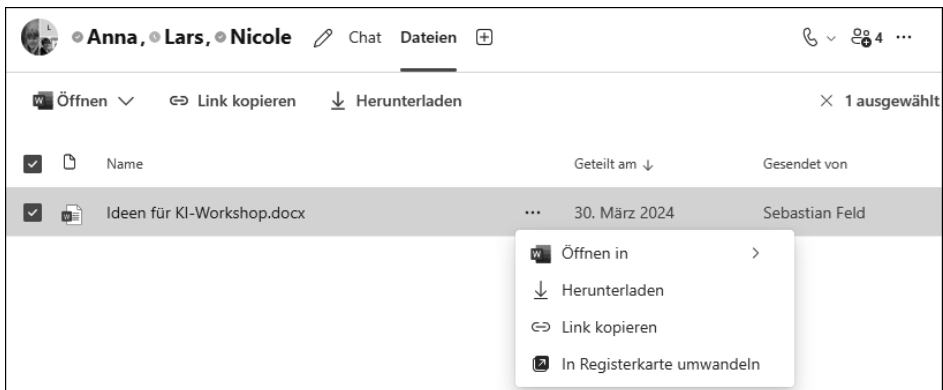 Anna, Lars, Nicole Chat Dateien 4 ...
Öffnen Link kopieren Herunterladen 1 ausgewählt
Name Geteilt am Gesendet von
Ideen für KI-Workshop.docx ... 30. März 2024 Sebastian Feld
Öffnen in
Herunterladen
Link kopieren
In Registerkarte umwandeln